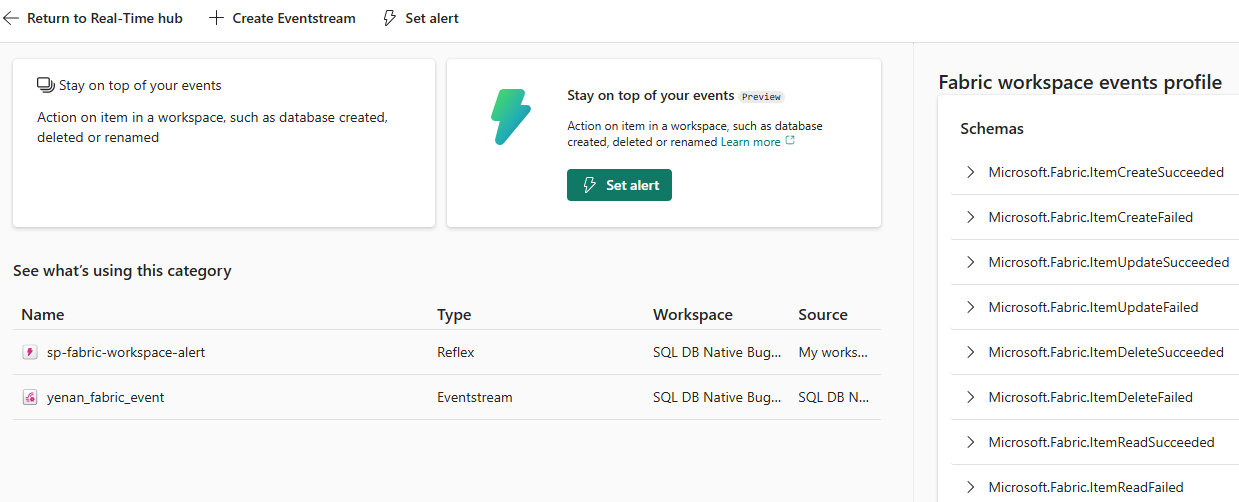 Return to Real-Time hub
Create Eventstream
Set alert
Stay on top of your events
Action on item in a workspace, such as database created,
deleted or renamed
Stay on top of your events Preview
Action on item in a workspace, such as database
created, deleted or renamed Learn more
Set alert
See what's using this category
Name Type Workspace Source
sp-fabric-workspace-alert Reflex SQL DB Native Bug... My works...
yenan_fabric_event Eventstream SQL DB Native Bug... SQL DB N...
Fabric workspace events profile
Schemas
Microsoft.Fabric.ItemCreateSucceeded
Microsoft.Fabric.ItemCreateFailed
Microsoft.Fabric.ItemUpdateSucceeded
Microsoft.Fabric.ItemUpdateFailed
Microsoft.Fabric.ItemDeleteSucceeded
Microsoft.Fabric.ItemDeleteFailed
Microsoft.Fabric.ItemReadSucceeded
Microsoft.Fabric.ItemReadFailed